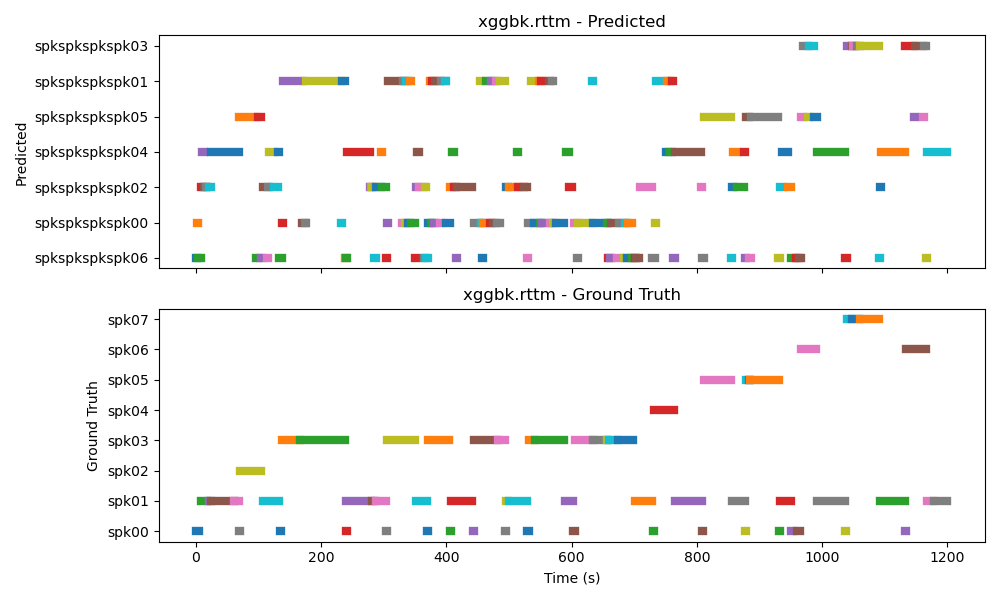 xggbk.rttm - Predicted
spkspkspkspk03
spkspkspkspk01
spkspkspkspk05
spkspkspkspk04
spkspkspkspk02
spkspkspkspk00
spkspkspkspk06
Predicted
xggbk.rttm - Ground Truth
spk07
spk06
spk05
spk04
spk03
spk02
spk01
spk00
Ground Truth
0 200 400 600 800 1000 1200
Time (s)